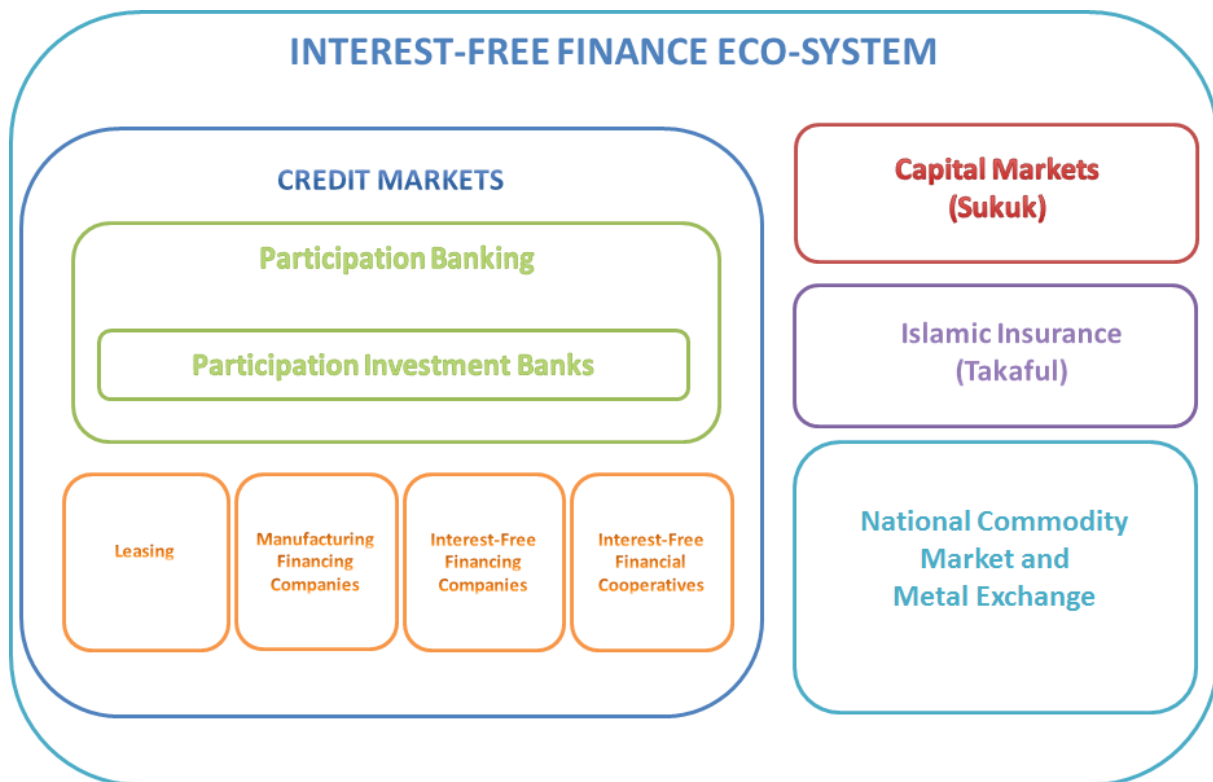 INTEREST-FREE FINANCE ECO-SYSTEM
CREDIT MARKETS
Participation Banking
Participation Investment Banks
Leasing
Manufacturing
Financing
Companies
Interest-Free
Financing
Companies
Interest-Free
Financial
Cooperatives
Capital Markets
(Sukuk)
Islamic Insurance
(Takaful)
National Commodity
Market and
Metal Exchange